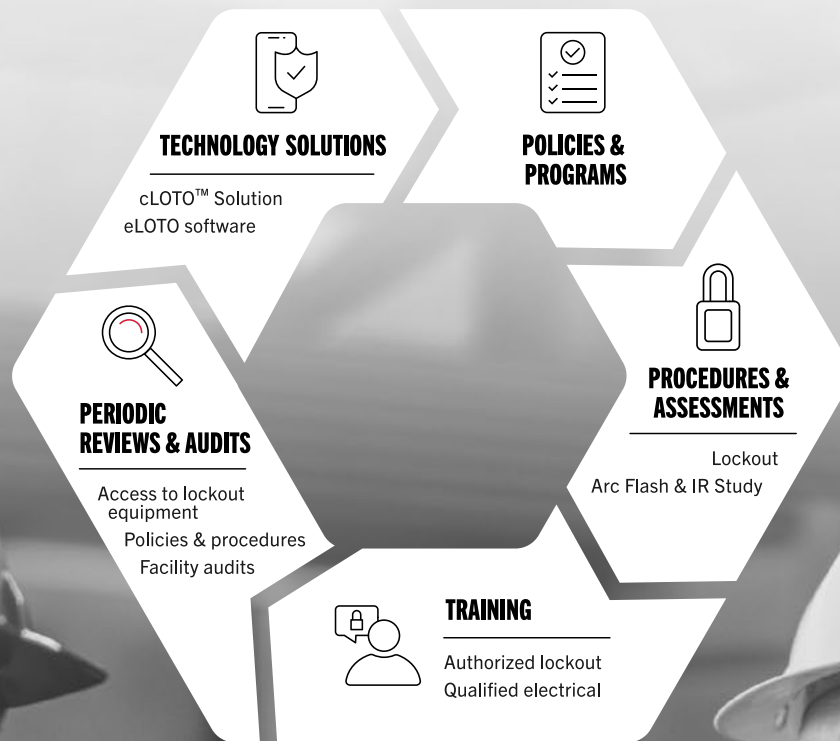 TECHNOLOGY SOLUTIONS
cLOTO™ Solution
eLOTO software
POLICIES &
PROGRAMS
PROCEDURES &
ASSESSMENTS
Lockout
Arc Flash & IR Study
TRAINING
Authorized lockout
Qualified electrical
PERIODIC
REVIEWS & AUDITS
Access to lockout
equipment
Policies & procedures
Facility audits